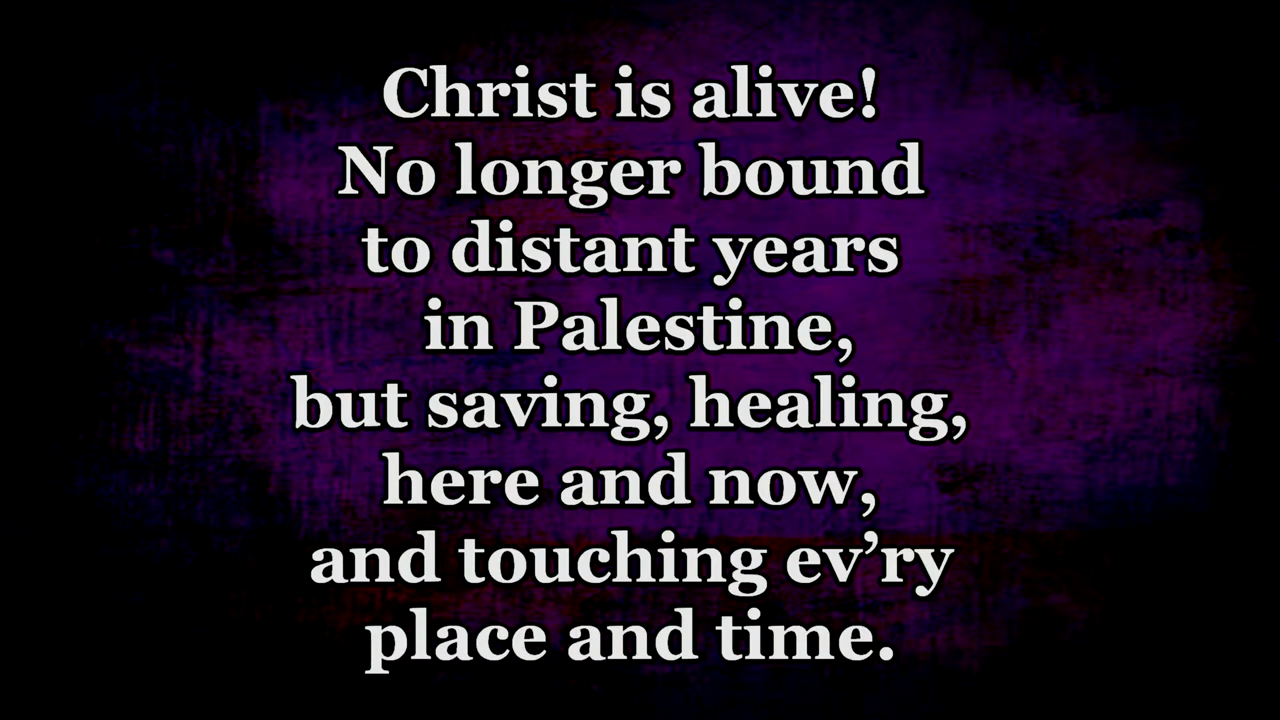 Christ is alive!
No longer bound
to distant years
in Palestine,
but saving, healing,
here and now,
and touching ev’ry
place and time.